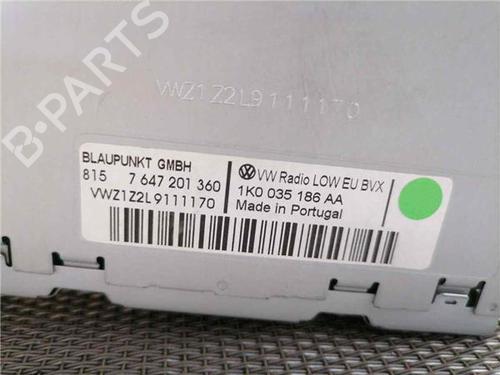 VWZ1Z2L9111170
B-PARTS
BLAUPUNKT GMBH
815 7 647 201 360
VWZ1Z2L9111170
VW Radio LOW EU BVX
1K0 035 186 AA
Made in Portugal